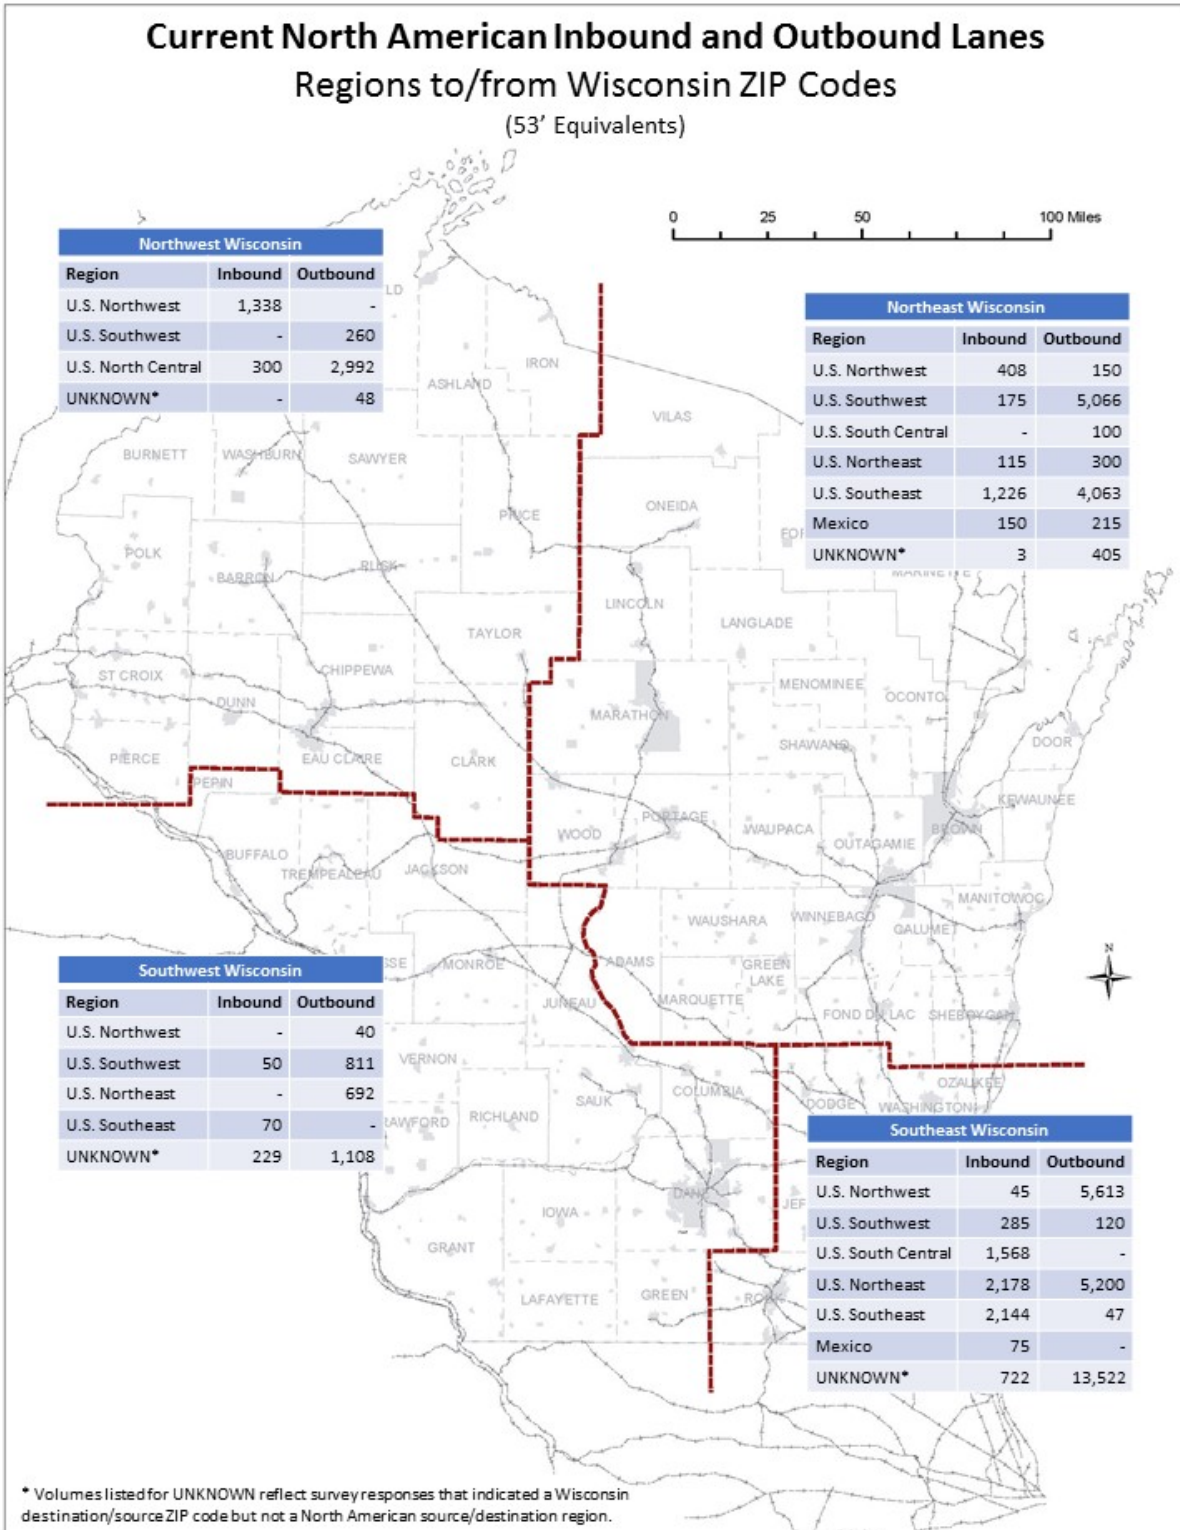 Current North American Inbound and Outbound Lanes
Regions to/from Wisconsin ZIP Codes
(53' Equivalents)
0 25 50 100 Miles
Northwest Wisconsin
Region Inbound Outbound
U.S. Northwest 1,338 -
U.S. Southwest - 260
U.S. North Central 300 2,992
UNKNOWN* - 48
Northeast Wisconsin
Region Inbound Outbound
U.S. Northwest 408 150
U.S. Southwest 175 5,066
U.S. South Central - 100
U.S. Northeast 115 300
U.S. Southeast 1,226 4,063
Mexico 150 215
UNKNOWN* 3 405
LD
IRON
ASHLAND
VILAS
BURNETT
WASHBURN
SAWYER
PRICE
ONEIDA
FOR
POLK
BARRON
RUSK
MARINETTE
LINCOLN
LANGLADE
TAYLOR
ST CROIX
CHIPPEWA
MENOMINEE
OCONTO
DUNN
MARATHON
SHAWANO
DOOR
PIERCE
EAU CLAIRE
CLARK
PEPIN
KEWAUNEE
WOOD
PORTAGE
WAUPACA
BROWN
OUTAGAMIE
BUFFALO
TREMPEALEAU
JACKSON
MANITOWOC
WAUSHARA
WINNEBAGO
CALUMET
N
SSE
MONROE
ADAMS
GREEN
LAKE
JUNEAU
MARQUETTE
FOND DU LAC
SHEBOYGAN
Southwest Wisconsin
Region Inbound Outbound
U.S. Northwest - 40
U.S. Southwest 50 811
U.S. Northeast - 692
U.S. Southeast 70 -
UNKNOWN* 229 1,108
VERNON
OZAUKEE
COLUMBIA
SAUK
DODGE
WASHINGTON
RICHLAND
RAWFORD
DANE
JEF
IOWA
GRANT
GREEN
LAFAYETTE
ROCK
Southeast Wisconsin
Region Inbound Outbound
U.S. Northwest 45 5,613
U.S. Southwest 285 120
U.S. South Central 1,568 -
U.S. Northeast 2,178 5,200
U.S. Southeast 2,144 47
Mexico 75 -
UNKNOWN* 722 13,522
* Volumes listed for UNKNOWN reflect survey responses that indicated a Wisconsin
destination/source ZIP code but not a North American source/destination region.